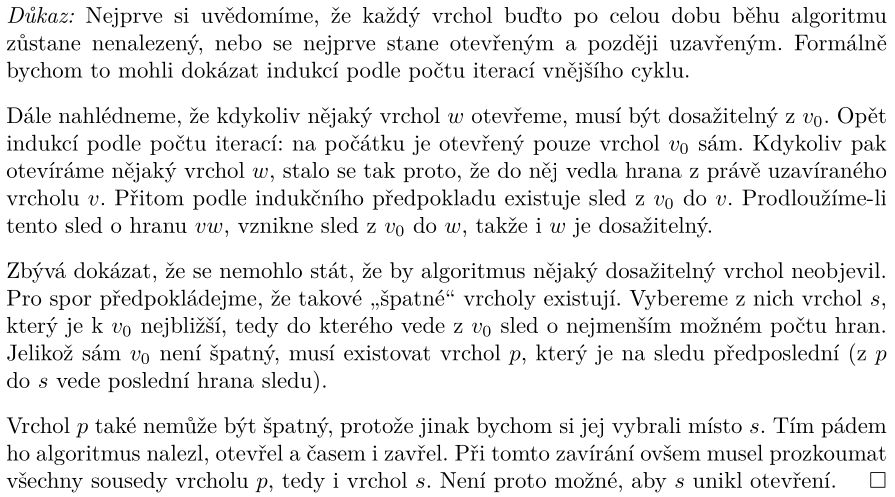 Důkaz: Nejprve si uvědomíme, že každý vrchol buďto po celou dobu běhu algoritmu
zůstane nenalezený, nebo se nejprve stane otevřeným a později uzavřeným. Formálně
bychom to mohli dokázat indukcí podle počtu iterací vnějšího cyklu.
Dále nahlédneme, že kdykoliv nějaký vrchol w otevřeme, musí být dosažitelný z v₀. Opět
indukcí podle počtu iterací: na počátku je otevřený pouze vrchol v₀ sám. Kdykoliv pak
otevíráme nějaký vrchol w, stalo se tak proto, že do něj vedla hrana z právě uzavíraného
vrcholu v. Přitom podle indukčního předpokladu existuje sled z v₀ do v. Prodloužíme-li
tento sled o hranu vw, vznikne sled z v₀ do w, takže i w je dosažitelný.
Zbývá dokázat, že se nemohlo stát, že by algoritmus nějaký dosažitelný vrchol neobjevil.
Pro spor předpokládejme, že takové „špatné“ vrcholy existují. Vybereme z nich vrchol s,
který je k v₀ nejbližší, tedy do kterého vede z v₀ sled o nejmenším možném počtu hran.
Jelikož sám v₀ není špatný, musí existovat vrchol p, který je na sledu předposlední (z p
do s vede poslední hrana sledu).
Vrchol p také nemůže být špatný, protože jinak bychom si jej vybrali místo s. Tím pádem
ho algoritmus nalezl, otevřel a časem i zavřel. Při tomto zavírání ovšem musel prozkoumat
všechny sousedy vrcholu p, tedy i vrchol s. Není proto možné, aby s unikl otevření. □